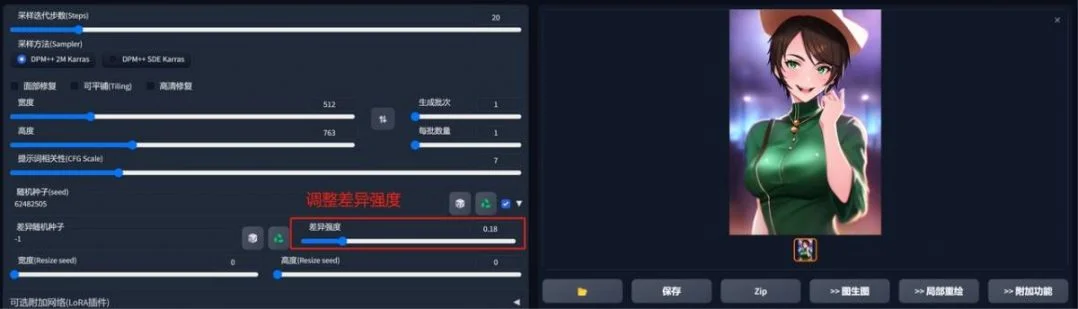 采样迭代步数(Steps)
20
采样方法(Sampler)
DPM++ 2M Karras
DPM++ SDE Karras
面部修复
可平铺(Tiling)
高清修复
宽度
512
生成批次
1
高度
763
每批数量
1
提示词相关性(CFG Scale)
7
随机种子(seed)
62482505
调整差异强度
差异随机种子
-1
差异强度
0.18
宽度(Resize seed)
0
高度(Resize seed)
0
可选附加网络(LoRA插件)
保存
Zip
>> 图生图
>> 局部重绘
>> 附加功能